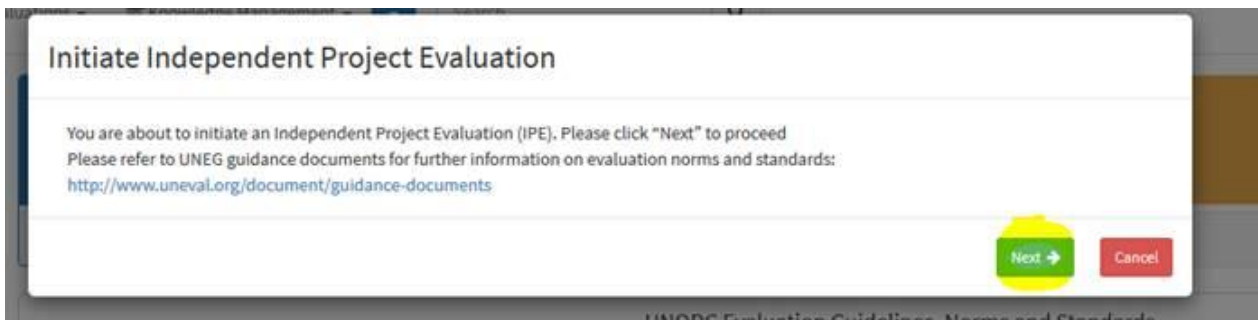 Knowledge Management
Search
Initiate Independent Project Evaluation
You are about to initiate an Independent Project Evaluation (IPE). Please click “Next” to proceed
Please refer to UNEG guidance documents for further information on evaluation norms and standards:
http://www.uneval.org/document/guidance-documents
Next
Cancel
Evaluation Guidelines, Norms and Standards